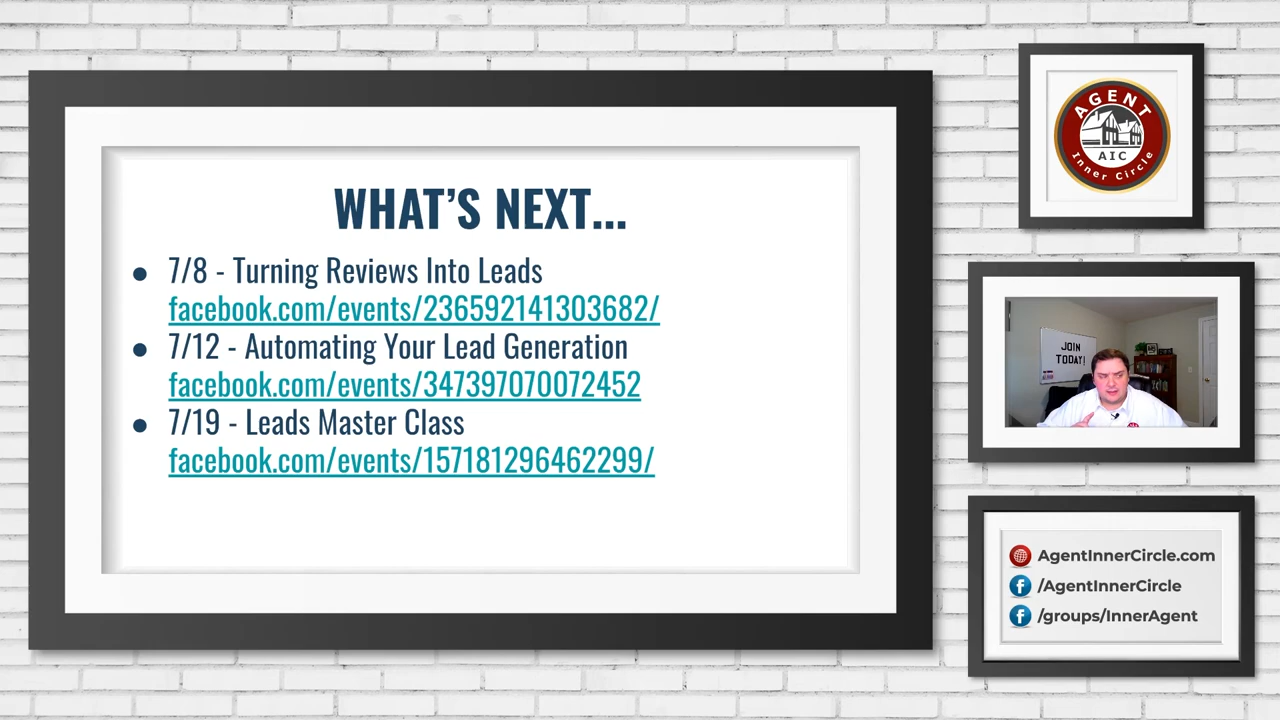 WHAT'S NEXT...
● 7/8 - Turning Reviews Into Leads
facebook.com/events/236592141303682/
● 7/12 - Automating Your Lead Generation
facebook.com/events/347397070072452
● 7/19 - Leads Master Class
facebook.com/events/157181296462299/
AGENT
AIC
Inner Circle
JOIN
TODAY!
AgentInnerCircle.com
/AgentInnerCircle
/groups/InnerAgent